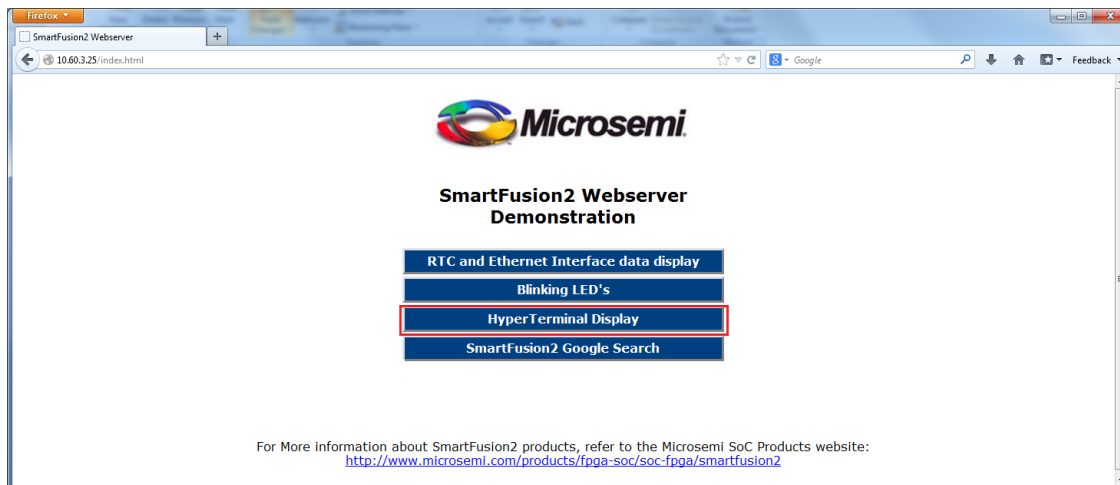 Firefox
SmartFusion2 Webserver
10.60.3.25/index.html
Google
Feedback
Microsemi.
SmartFusion2 Webserver
Demonstration
RTC and Ethernet Interface data display
Blinking LED's
HyperTerminal Display
SmartFusion2 Google Search
For More information about SmartFusion2 products, refer to the Microsemi SoC Products website:
http://www.microsemi.com/products/fpga-soc/soc-fpga/smartfusion2